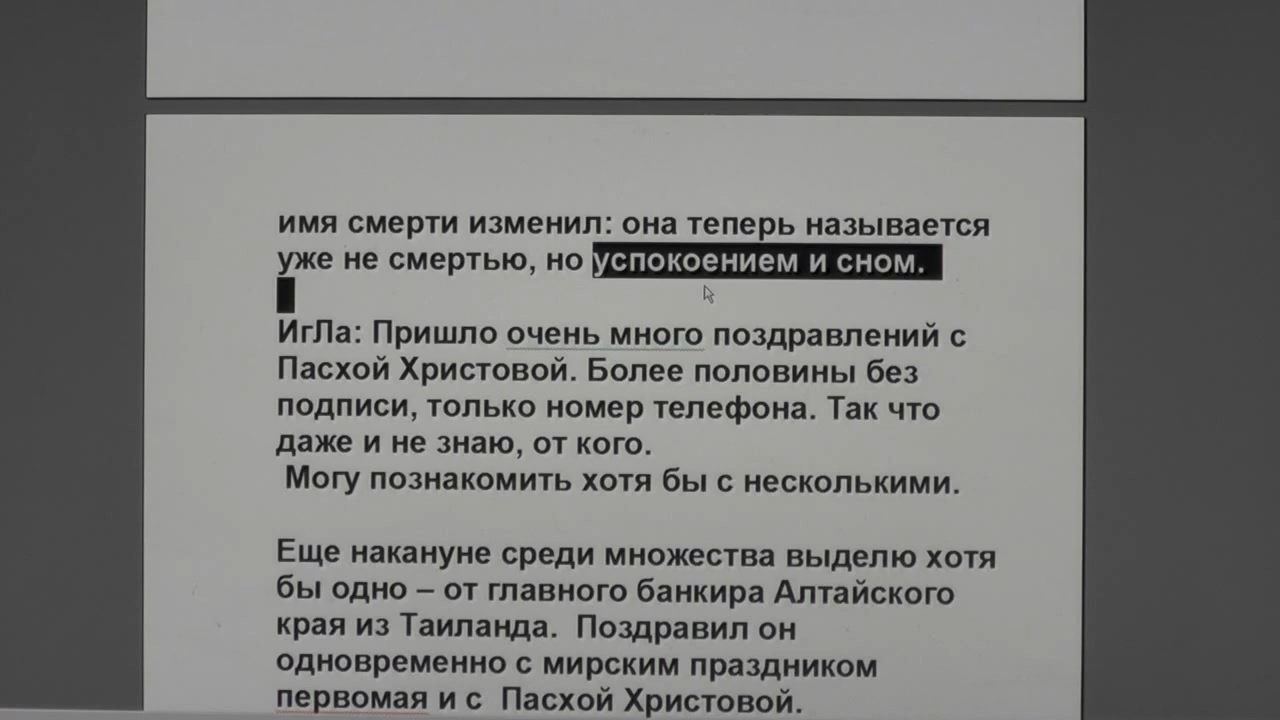 имя смерти изменил: она теперь называется
уже не смертью, но успокоением и сном.
ИгЛа: Пришло очень много поздравлений с
Пасхой Христовой. Более половины без
подписи, только номер телефона. Так что
даже и не знаю, от кого.
Могу познакомить хотя бы с несколькими.
Еще накануне среди множества выделю хотя
бы одно – от главного банкира Алтайского
края из Таиланда.  Поздравил он
одновременно с мирским праздником
первомая и с  Пасхой Христовой.